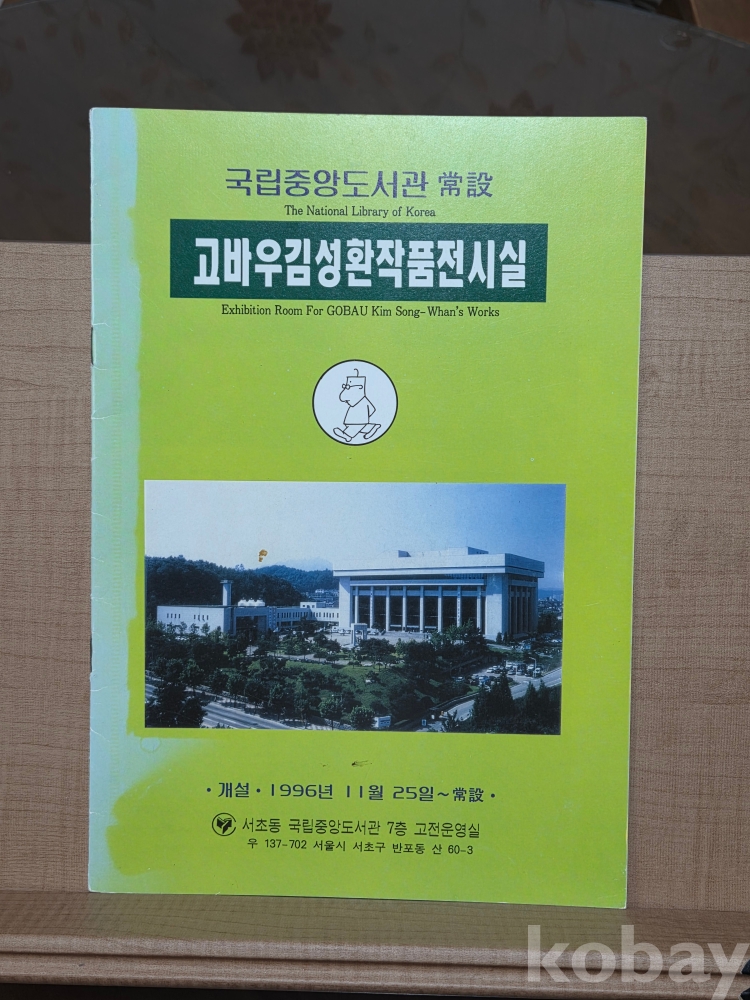 국립중앙도서관 常設
The National Library of Korea
고바우김성환작품전시실
Exhibition Room For GOBAU Kim Song-Whan's Works
• 개설 • 1996년 11월 25일~常設 •
서초동 국립중앙도서관 7층 고전운영실
우 137-702 서울시 서초구 반포동 산 60-3
kobay